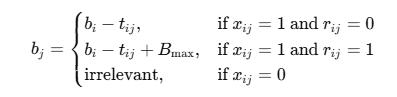 b_j = { b_i − t_ij, if x_ij = 1 and r_ij = 0
b_i − t_ij + B_max, if x_ij = 1 and r_ij = 1
irrelevant, if x_ij = 0